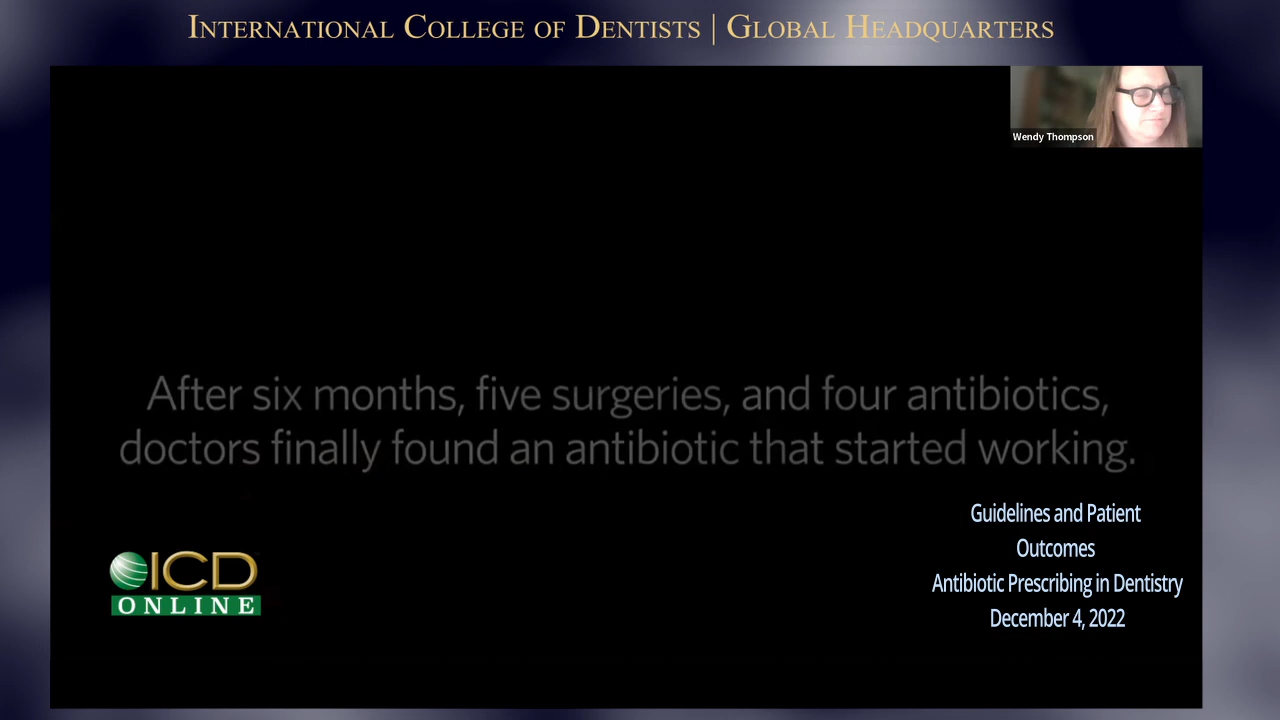 INTERNATIONAL COLLEGE OF DENTISTS | GLOBAL HEADQUARTERS
Wendy Thompson
After six months, five surgeries, and four antibiotics,
doctors finally found an antibiotic that started working.
Guidelines and Patient
Outcomes
Antibiotic Prescribing in Dentistry
December 4, 2022
ICD
ONLINE